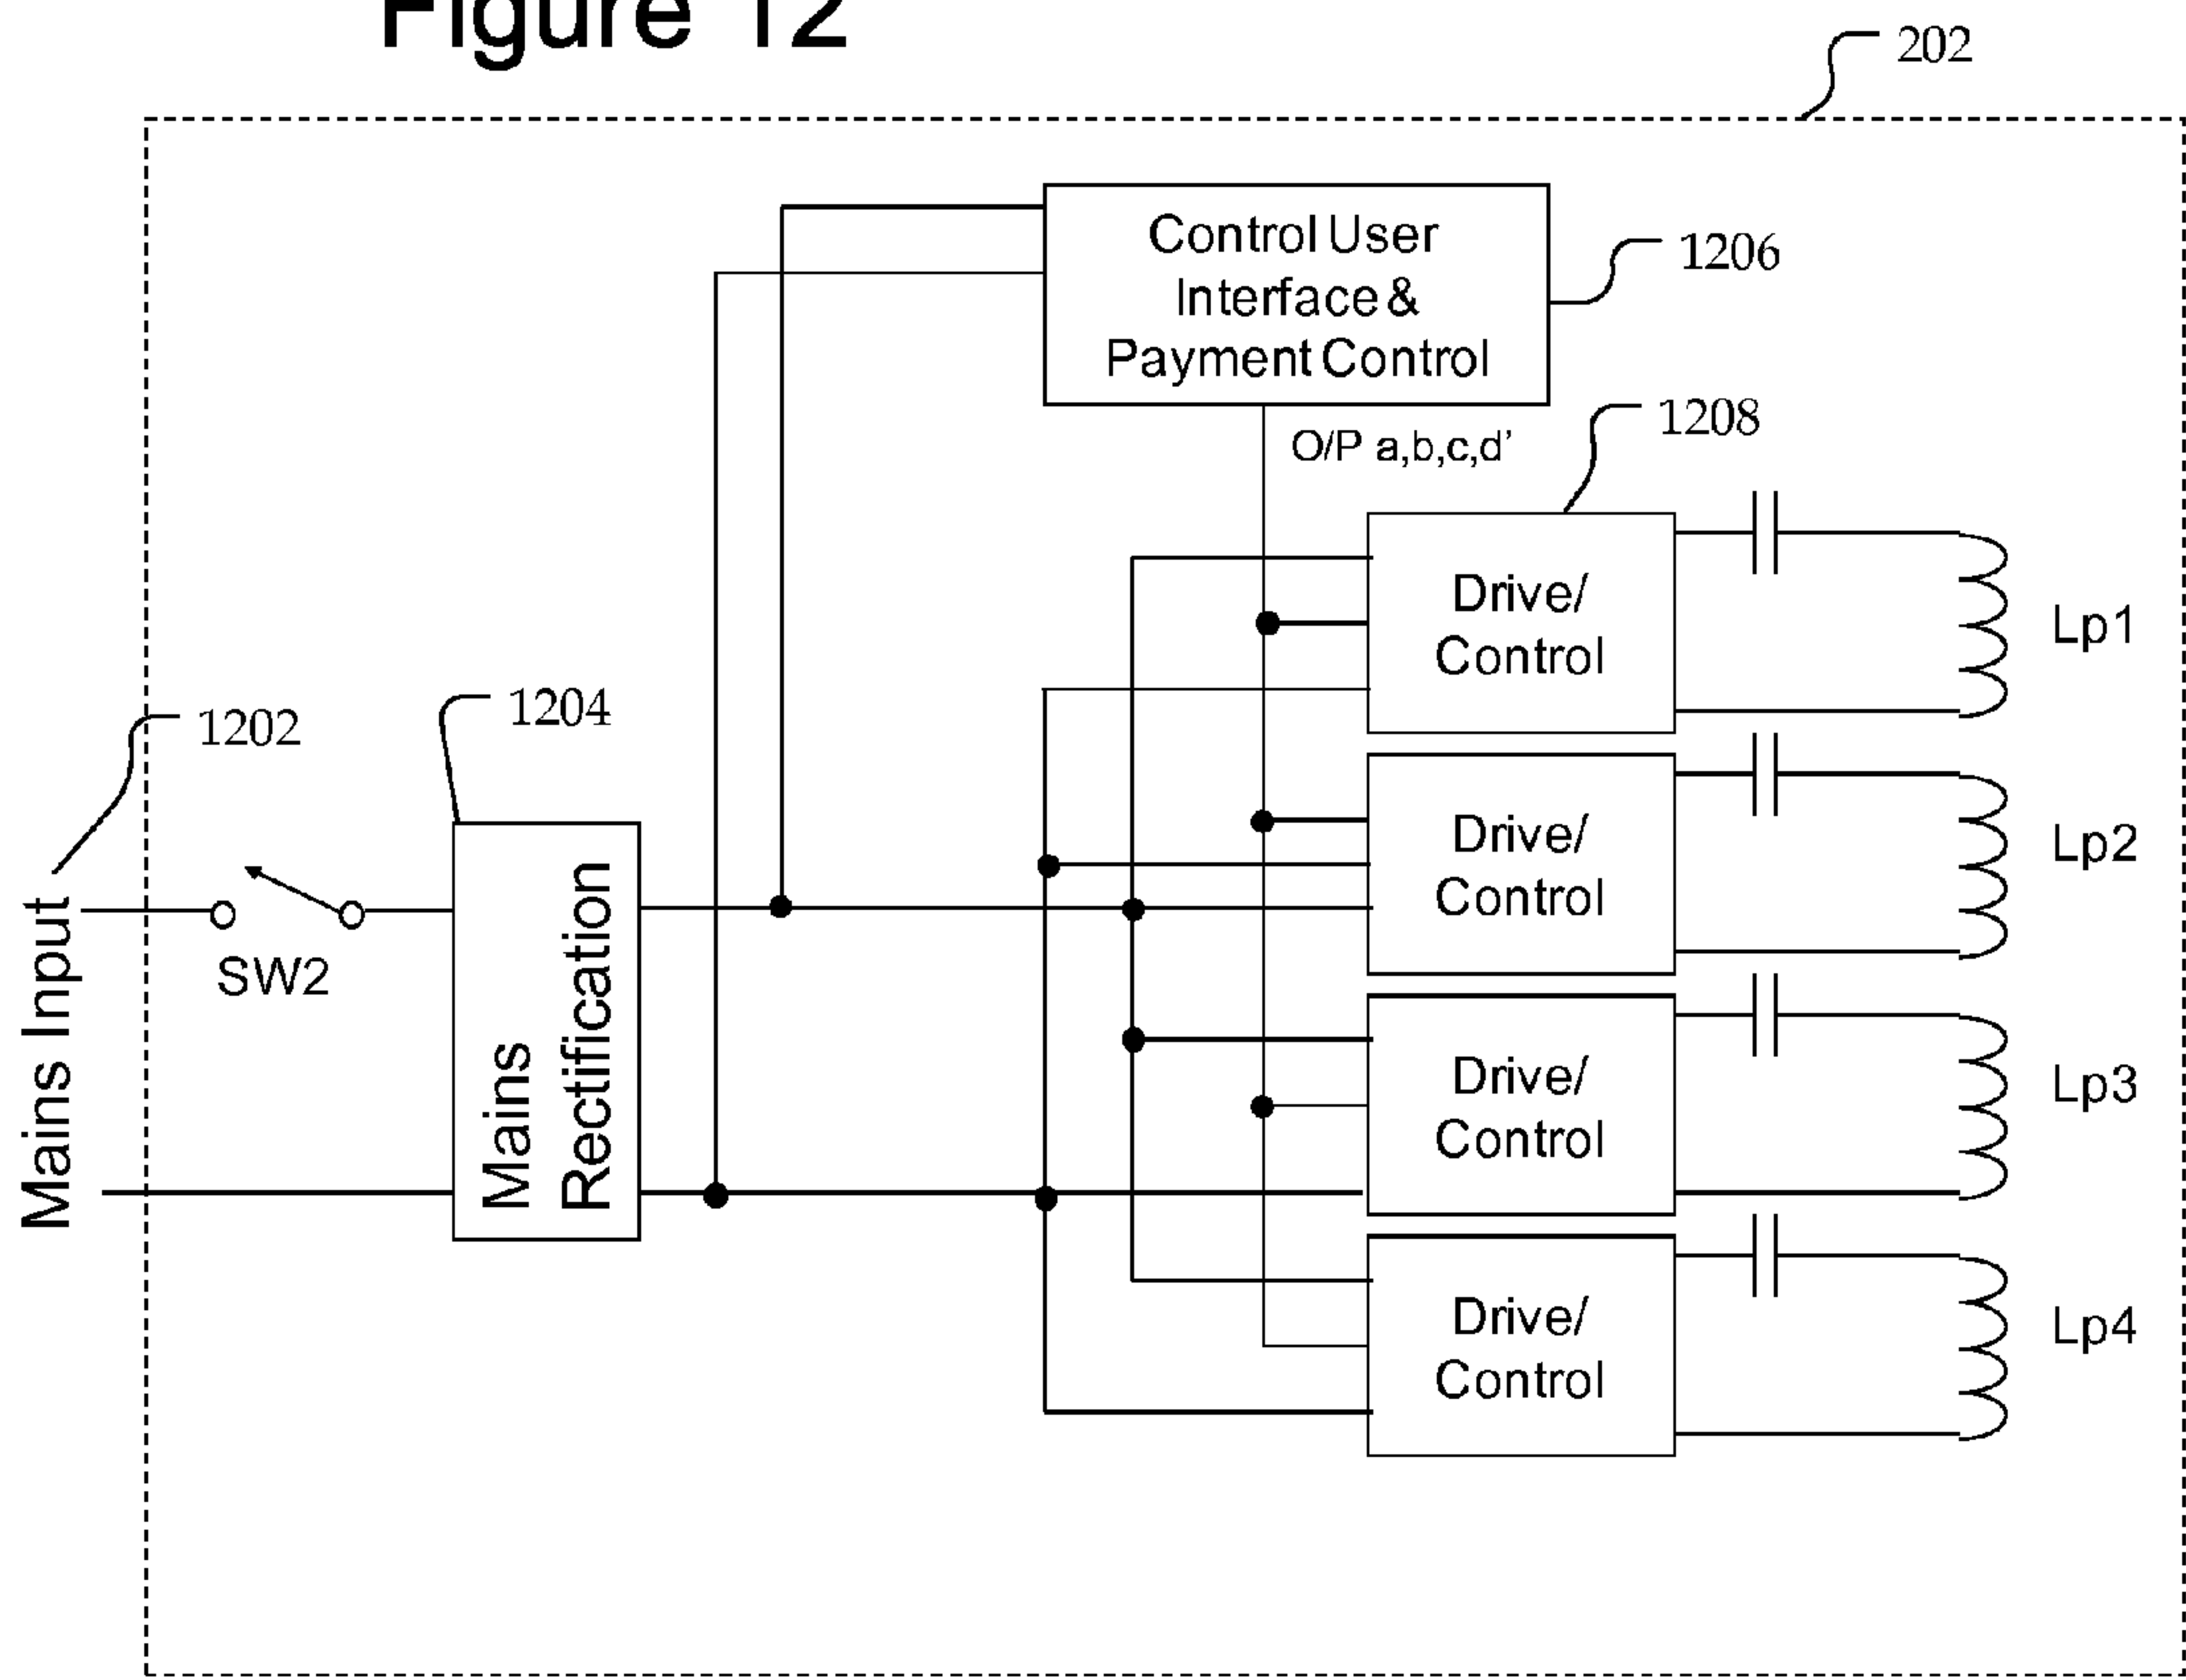 Figure 12
202
Control User
Interface &
Payment Control
1206
O/P a,b,c,d’
1208
Drive/
Control
Lp1
1202
1204
Mains Input
SW2
Mains
Rectification
Drive/
Control
Lp2
Drive/
Control
Lp3
Drive/
Control
Lp4